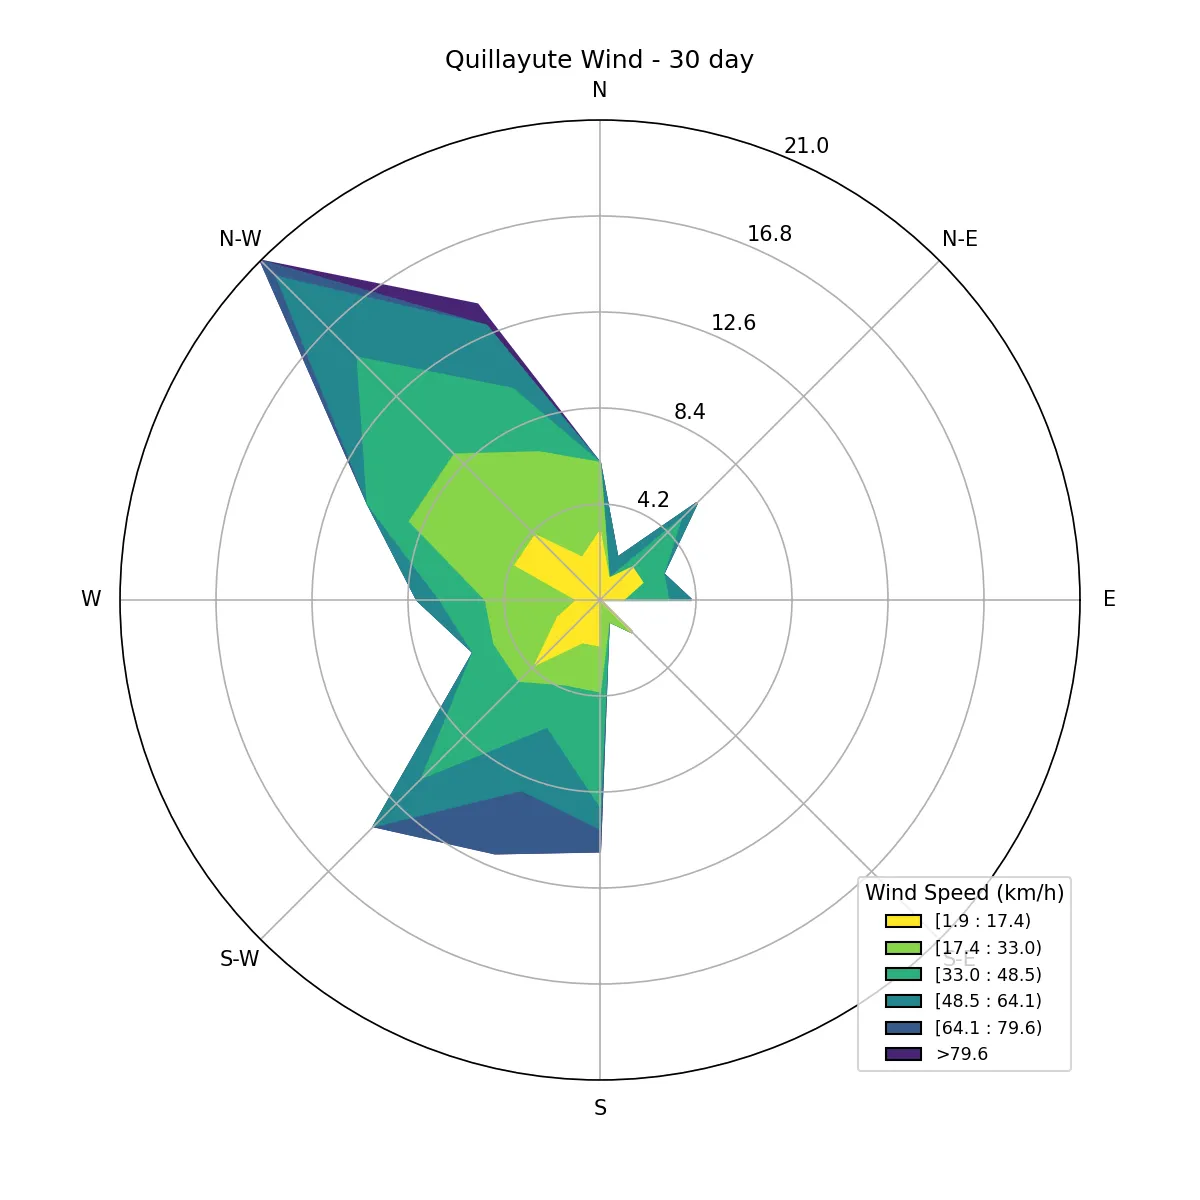 Quillayute Wind - 30 day
N
21.0
16.8
N-W
N-E
12.6
8.4
4.2
W
E
S-W
S-E
Wind Speed (km/h)
[1.9 : 17.4)
[17.4 : 33.0)
[33.0 : 48.5)
[48.5 : 64.1)
[64.1 : 79.6)
>79.6
S